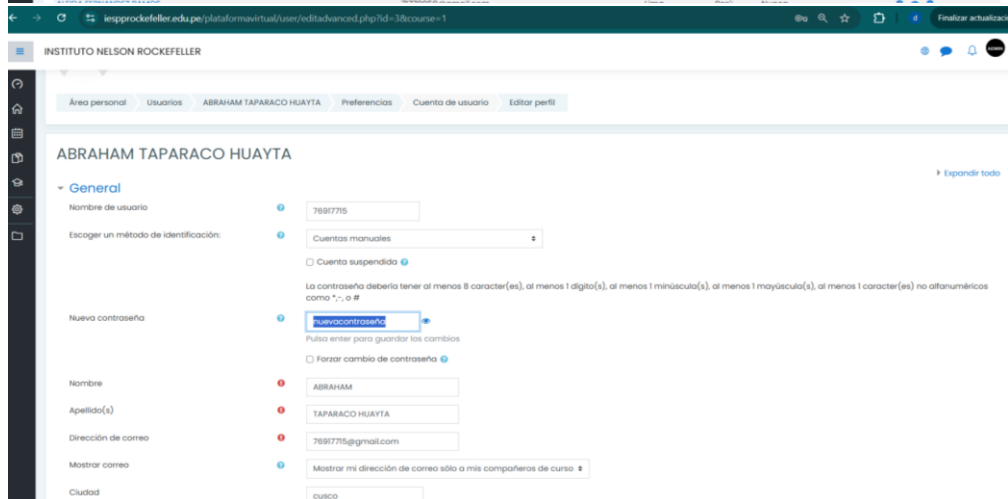 iespprockefeller.edu.pe/plataformavirtual/user/editadvanced.php?id=3&course=1
d Finalizar actualizació
INSTITUTO NELSON ROCKEFELLER
Área personal Usuarios ABRAHAM TAPARACO HUAYTA Preferencias Cuenta de usuario Editar perfil
ABRAHAM TAPARACO HUAYTA
Expandir todo
General
Nombre de usuario 76917715
Escoger un método de identificación: Cuentas manuales
Cuenta suspendida
La contraseña debería tener al menos 8 caracter(es), al menos 1 dígito(s), al menos 1 minúscula(s), al menos 1 mayúscula(s), al menos 1 caracter(es) no alfanuméricos
como *,-, o #
Nueva contraseña nuevacontraseña
Pulsa enter para guardar los cambios
Forzar cambio de contraseña
Nombre ABRAHAM
Apellido(s) TAPARACO HUAYTA
Dirección de correo 76917715@gmail.com
Mostrar correo Mostrar mi dirección de correo sólo a mis compañeros de curso
Ciudad cusco